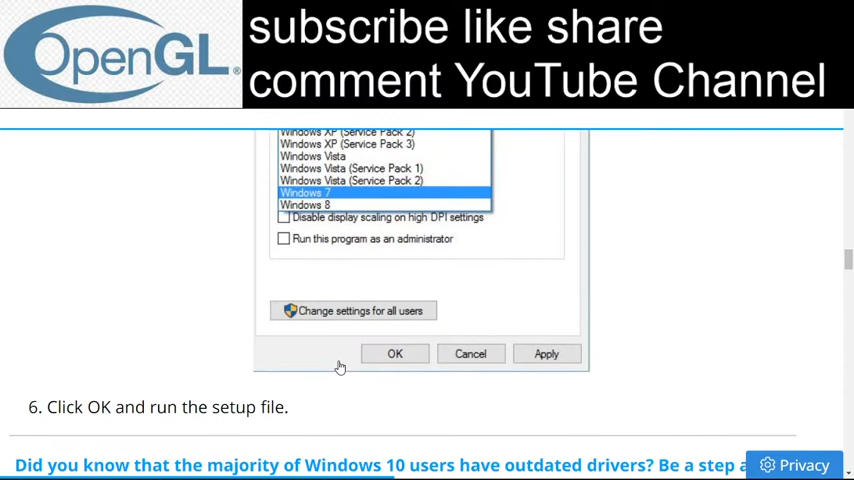 OpenGL®
subscribe like share
comment YouTube Channel
Windows XP (Service Pack 2)
Windows XP (Service Pack 3)
Windows Vista
Windows Vista (Service Pack 1)
Windows Vista (Service Pack 2)
Windows 7
Windows 8
Disable display scaling on high DPI settings
Run this program as an administrator
Change settings for all users
OK Cancel Apply
6. Click OK and run the setup file.
Did you know that the majority of Windows 10 users have outdated drivers? Be a step a
Privacy